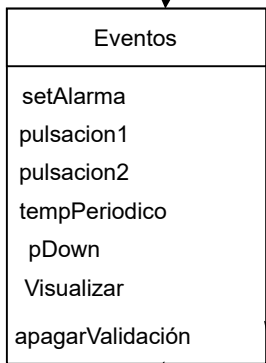 Eventos
setAlarma
pulsacion1
pulsacion2
tempPeriodico
pDown
Visualizar
apagarValidación